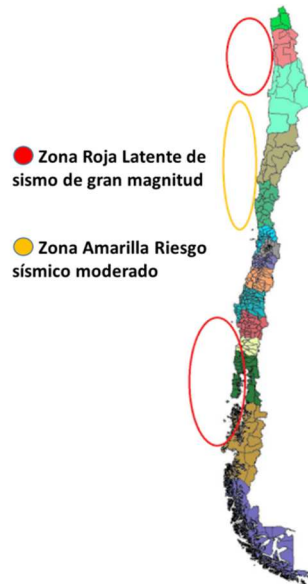 Zona Roja Latente de
sismo de gran magnitud
Zona Amarilla Riesgo
sísmico moderado